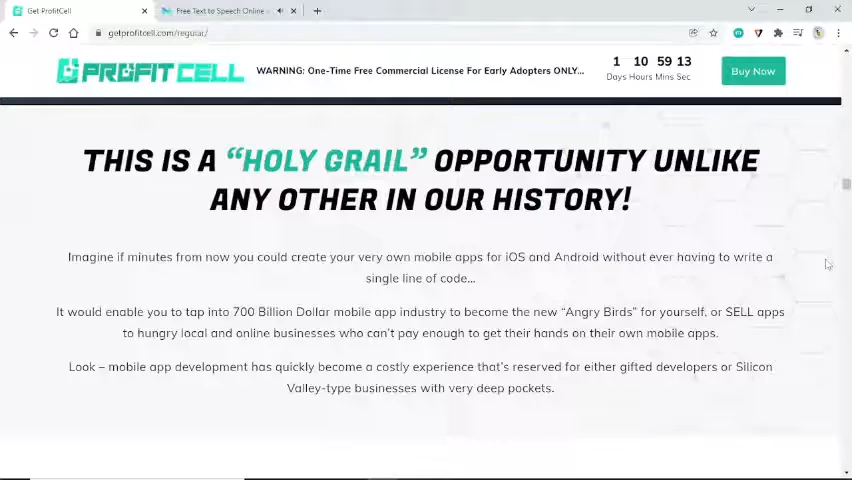 Get ProfitCell
Free Text to Speech Online
getprofitcell.com/regular/
PROFIT CELL
WARNING: One-Time Free Commercial License For Early Adopters ONLY...
1 10 59 13
Days Hours Mins Sec
Buy Now
THIS IS A “HOLY GRAIL” OPPORTUNITY UNLIKE
ANY OTHER IN OUR HISTORY!
Imagine if minutes from now you could create your very own mobile apps for iOS and Android without ever having to write a
single line of code...
It would enable you to tap into 700 Billion Dollar mobile app industry to become the new “Angry Birds” for yourself, or SELL apps
to hungry local and online businesses who can’t pay enough to get their hands on their own mobile apps.
Look – mobile app development has quickly become a costly experience that’s reserved for either gifted developers or Silicon
Valley-type businesses with very deep pockets.